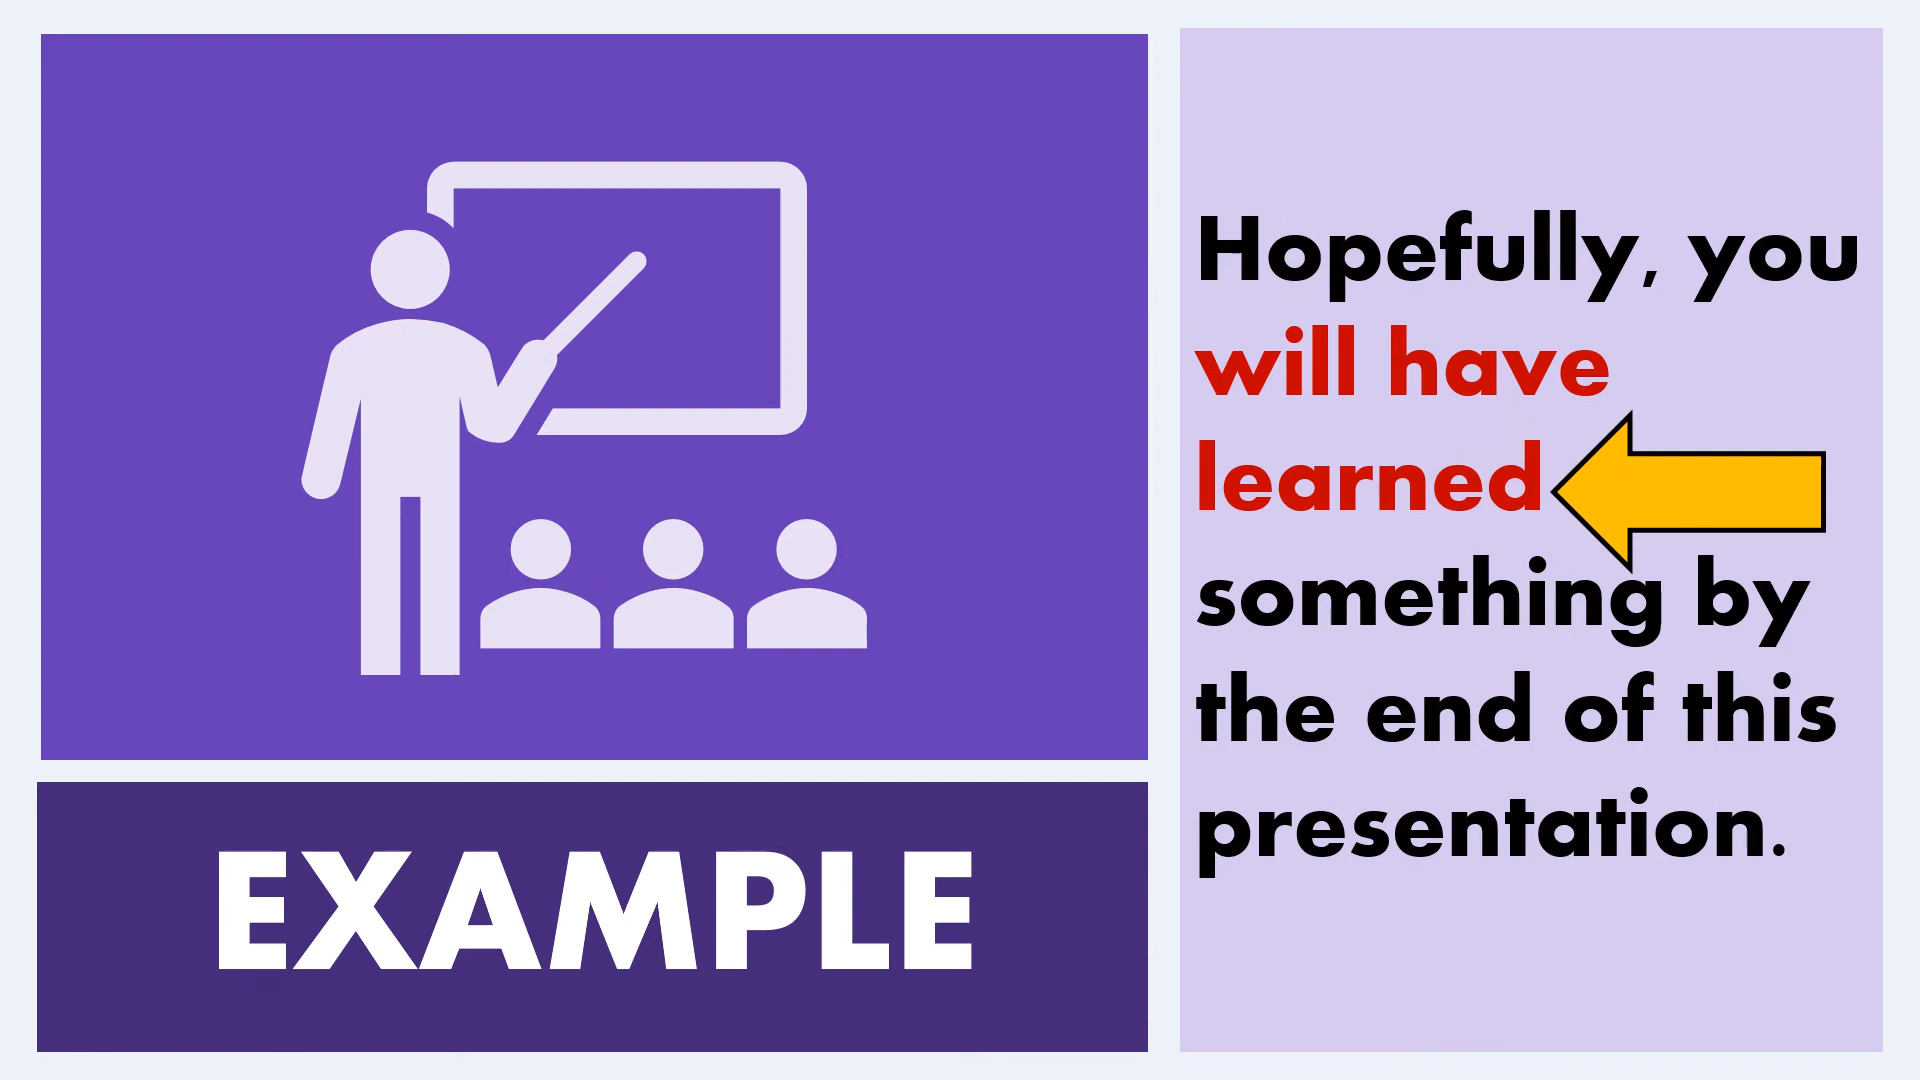 Hopefully, you
will have
learned
something by
the end of this
presentation.
EXAMPLE